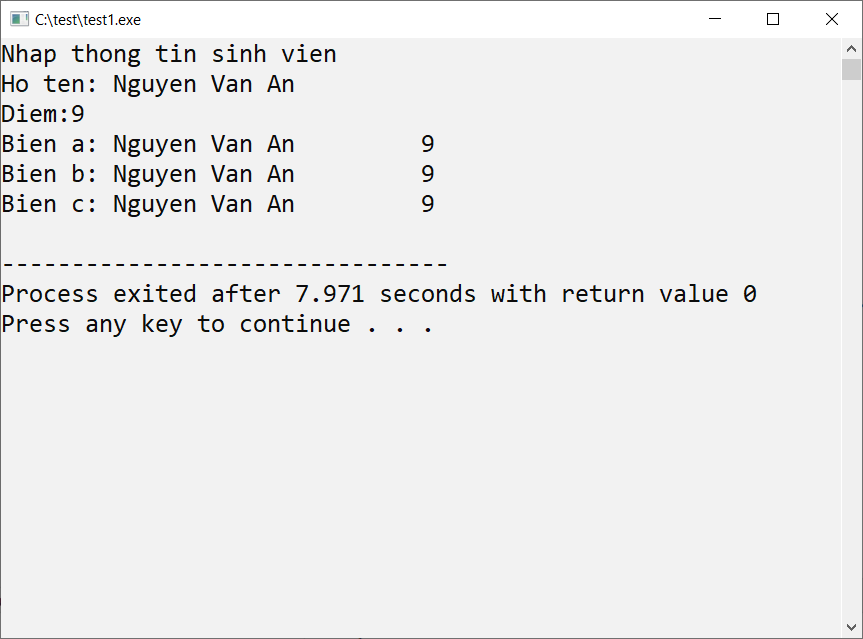 C:\test\test1.exe
Nhap thong tin sinh vien
Ho ten: Nguyen Van An
Diem:9
Bien a: Nguyen Van An         9
Bien b: Nguyen Van An         9
Bien c: Nguyen Van An         9
--------------------------------
Process exited after 7.971 seconds with return value 0
Press any key to continue . . .